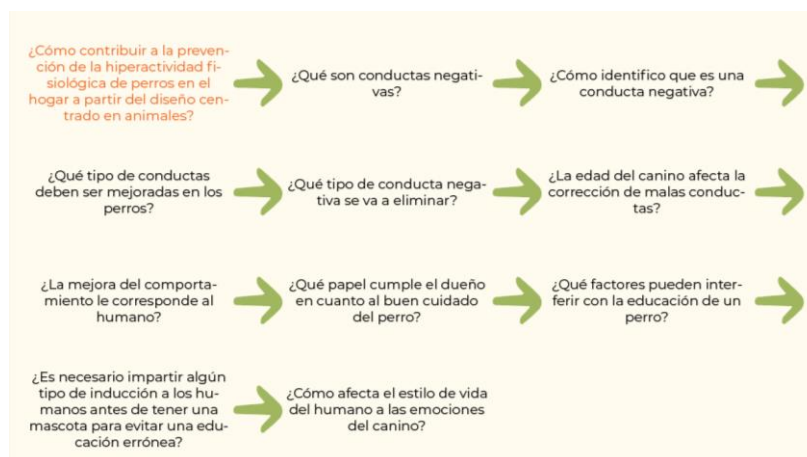 ¿Cómo contribuir a la preven-
ción de la hiperactividad fi-
siológica de perros en el
hogar a partir del diseño cen-
trado en animales?
¿Qué son conductas negati-
vas?
¿Cómo identifico que es una
conducta negativa?
¿Qué tipo de conductas
deben ser mejoradas en los
perros?
¿Qué tipo de conducta nega-
tiva se va a eliminar?
¿La edad del canino afecta la
corrección de malas conduc-
tas?
¿La mejora del comporta-
miento le corresponde al
humano?
¿Qué papel cumple el dueño
en cuanto al buen cuidado
del perro?
¿Qué factores pueden inter-
ferir con la educación de un
perro?
¿Es necesario impartir algún
tipo de inducción a los hu-
manos antes de tener una
mascota para evitar una edu-
cación errónea?
¿Cómo afecta el estilo de vida
del humano a las emociones
del canino?